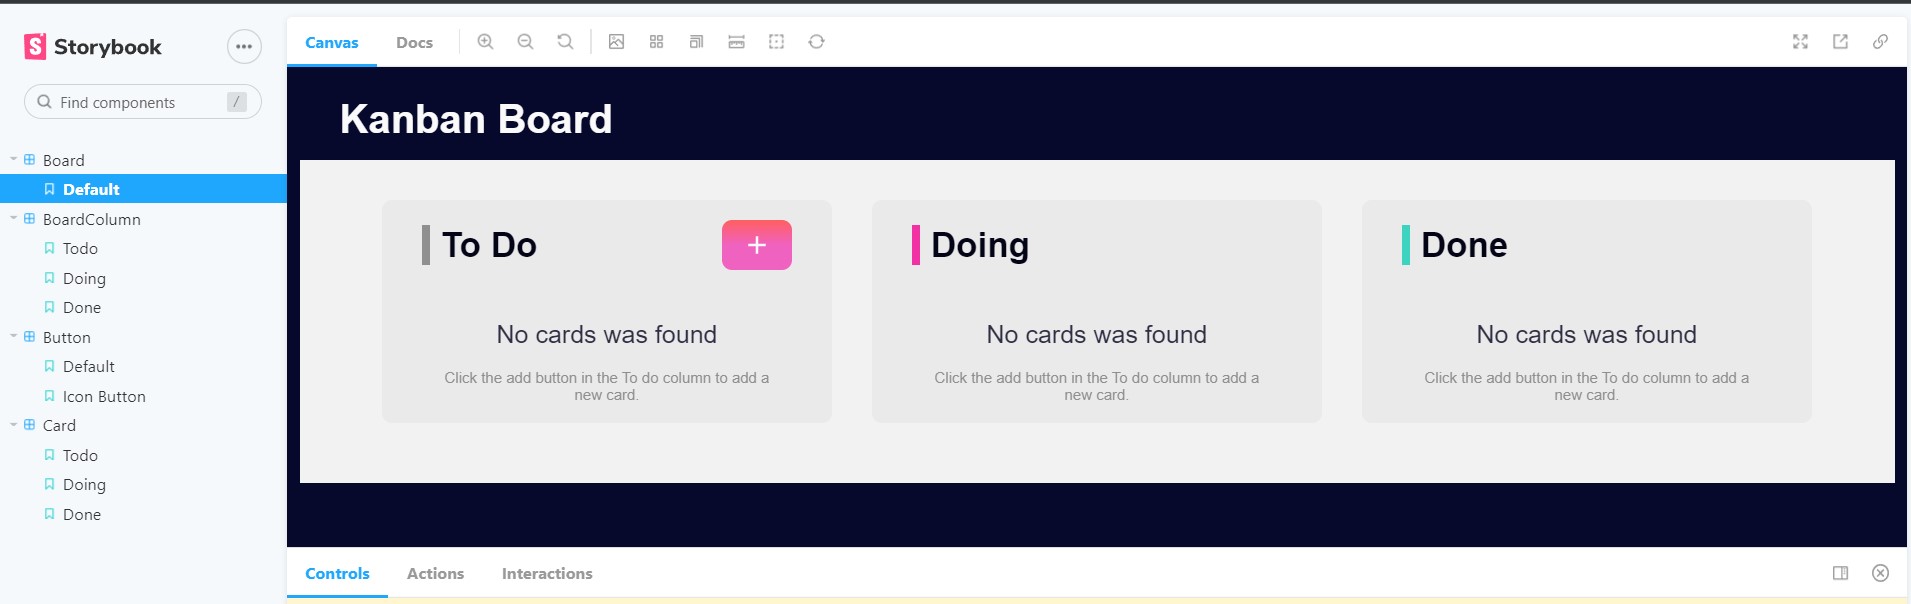 Storybook
Find components
/
Board
Default
BoardColumn
Todo
Doing
Done
Button
Default
Icon Button
Card
Todo
Doing
Done
Canvas
Docs
Kanban Board
To Do
No cards was found
Click the add button in the To do column to add a
new card.
Doing
No cards was found
Click the add button in the To do column to add a
new card.
Done
No cards was found
Click the add button in the To do column to add a
new card.
Controls
Actions
Interactions